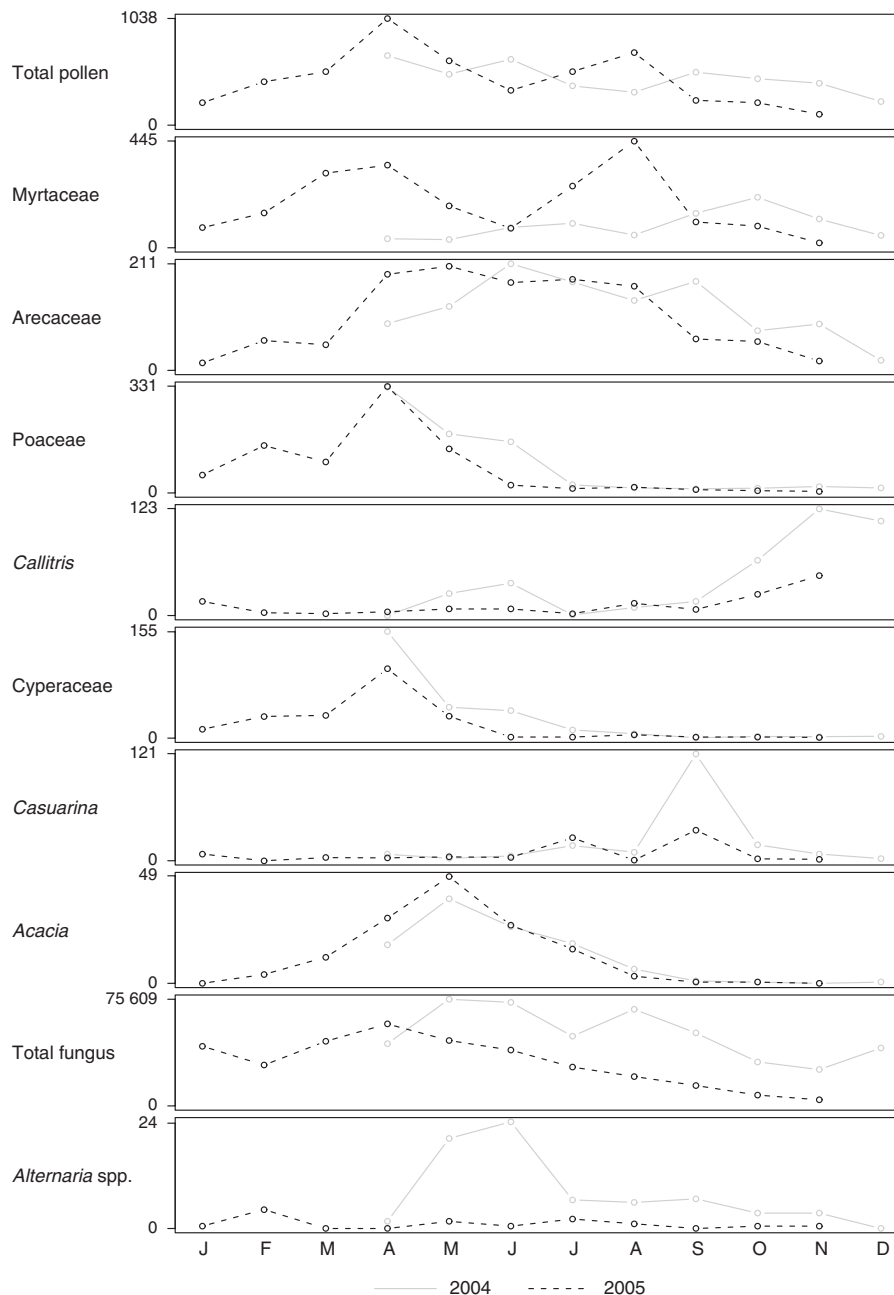 1038
Total pollen
0
445
Myrtaceae
0
211
Arecaceae
0
331
Poaceae
0
123
Callitris
0
155
Cyperaceae
0
121
Casuarina
0
49
Acacia
0
75 609
Total fungus
0
24
Alternaria spp.
0
J F M A M J J A S O N D
2004 2005